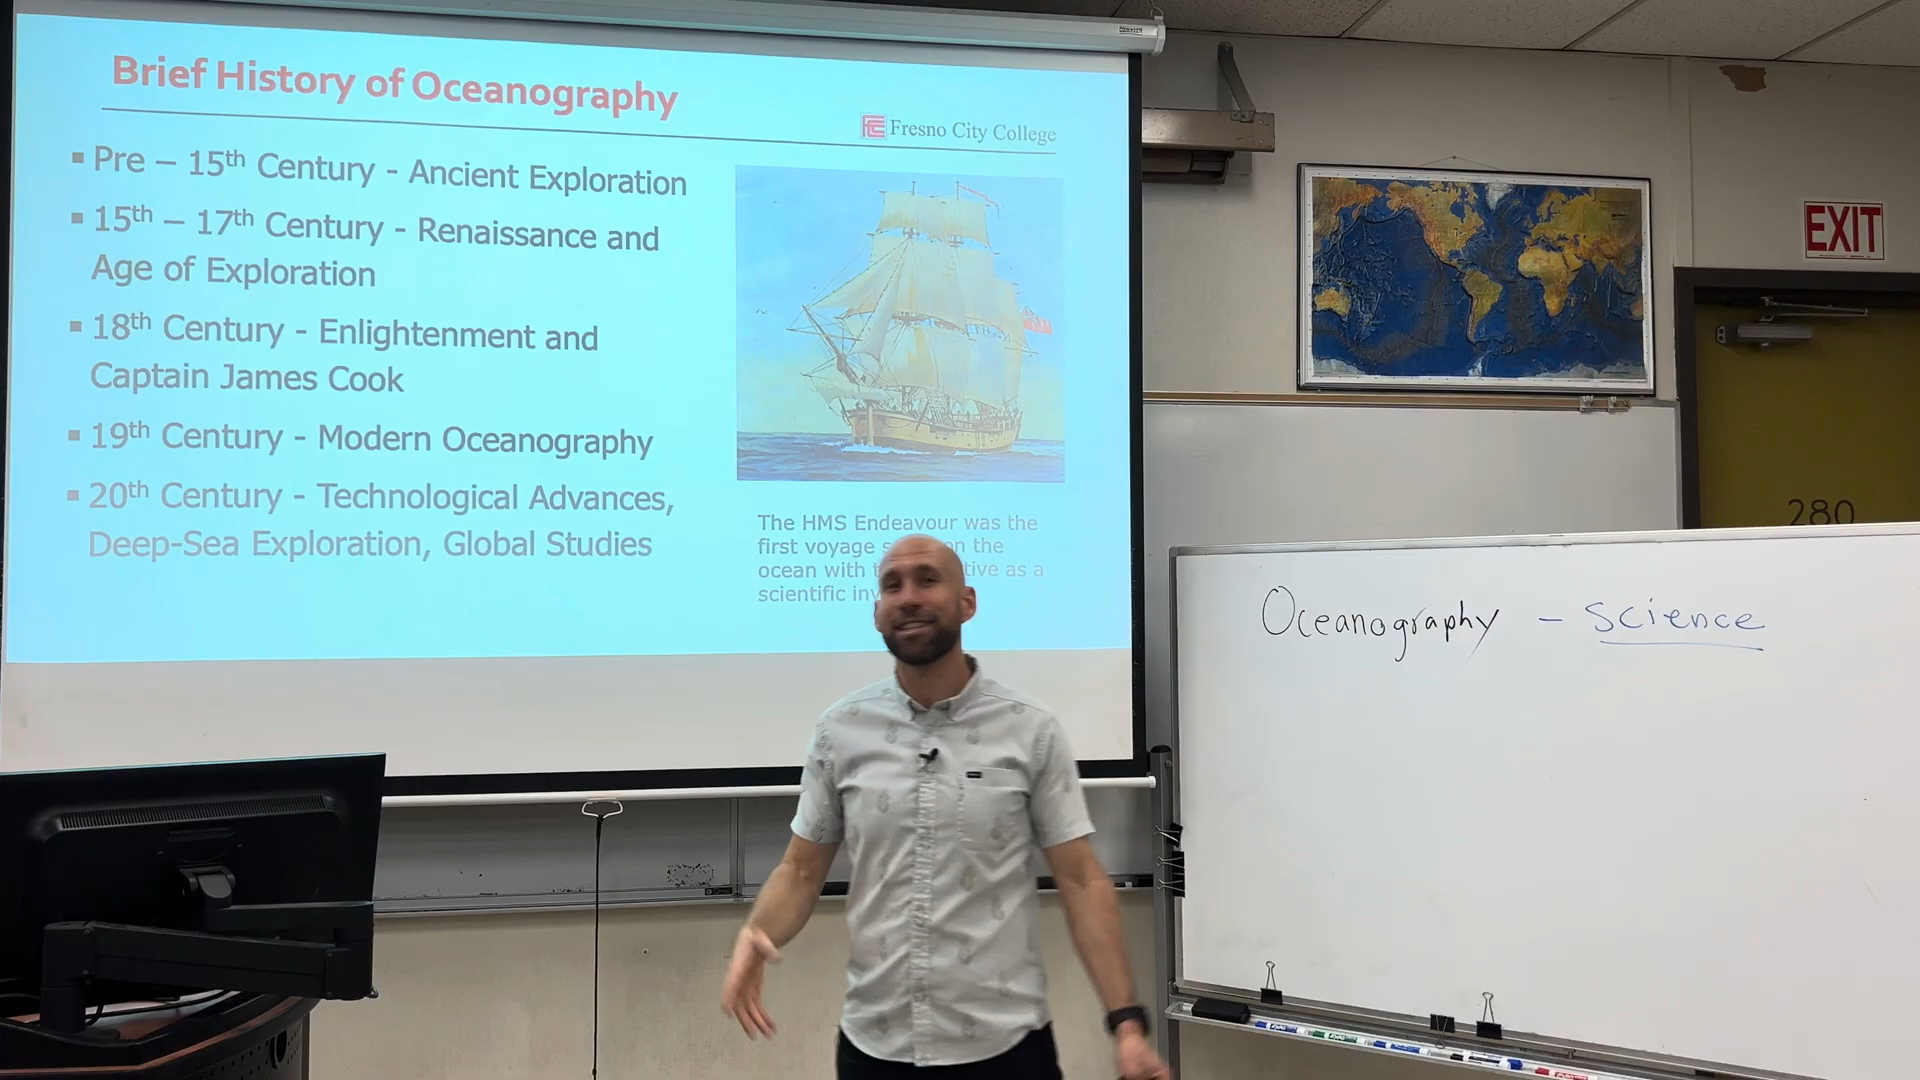 Brief History of Oceanography
Fresno City College
▪ Pre – 15th Century - Ancient Exploration
▪ 15th – 17th Century - Renaissance and
Age of Exploration
▪ 18th Century - Enlightenment and
Captain James Cook
▪ 19th Century - Modern Oceanography
▪ 20th Century - Technological Advances,
Deep-Sea Exploration, Global Studies
The HMS Endeavour was the
first voyage on the
ocean with as a
scientific
EXIT
280
Oceanography – science